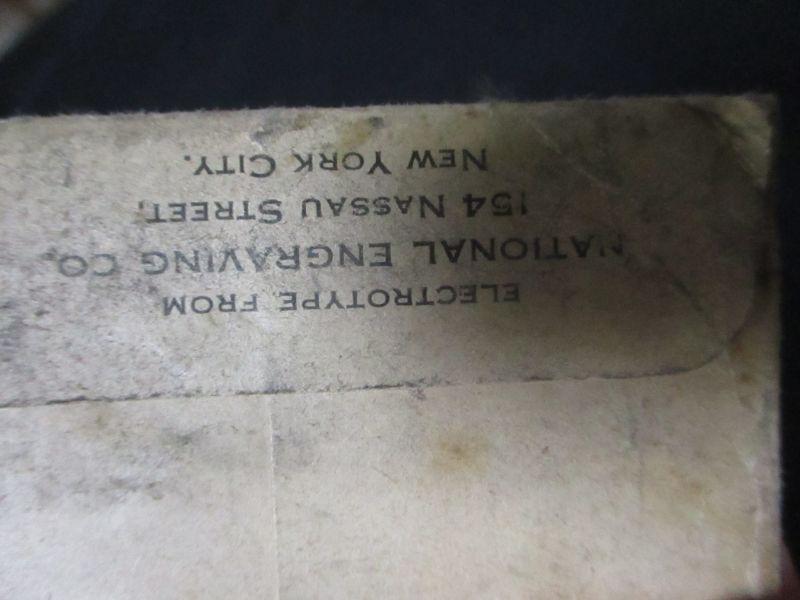 ELECTROTYPE FROM
NATIONAL ENGRAVING CO.
154 NASSAU STREET,
NEW YORK CITY.